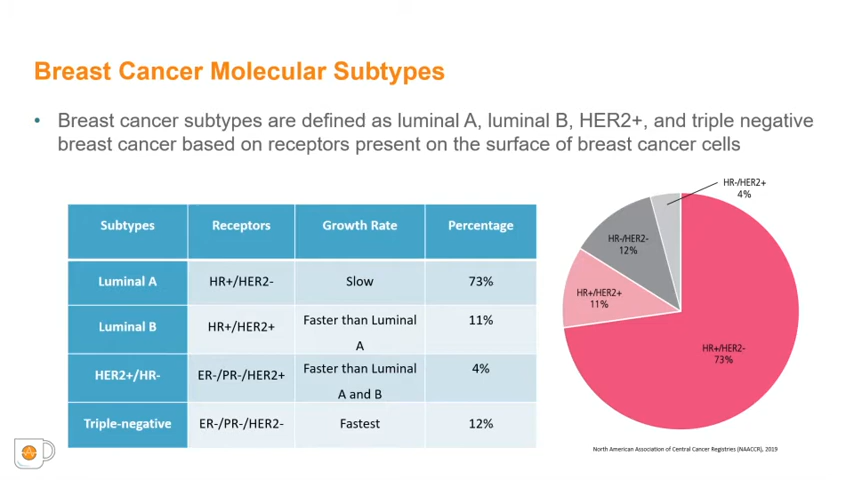 Breast Cancer Molecular Subtypes
• Breast cancer subtypes are defined as luminal A, luminal B, HER2+, and triple negative
breast cancer based on receptors present on the surface of breast cancer cells
Subtypes Receptors Growth Rate Percentage
Luminal A HR+/HER2- Slow 73%
Luminal B HR+/HER2+ Faster than Luminal A 11%
HER2+/HR- ER-/PR-/HER2+ Faster than Luminal A and B 4%
Triple-negative ER-/PR-/HER2- Fastest 12%
HR-/HER2+
4%
HR-/HER2-
12%
HR+/HER2+
11%
HR+/HER2-
73%
North American Association of Central Cancer Registries (NAACCR), 2019